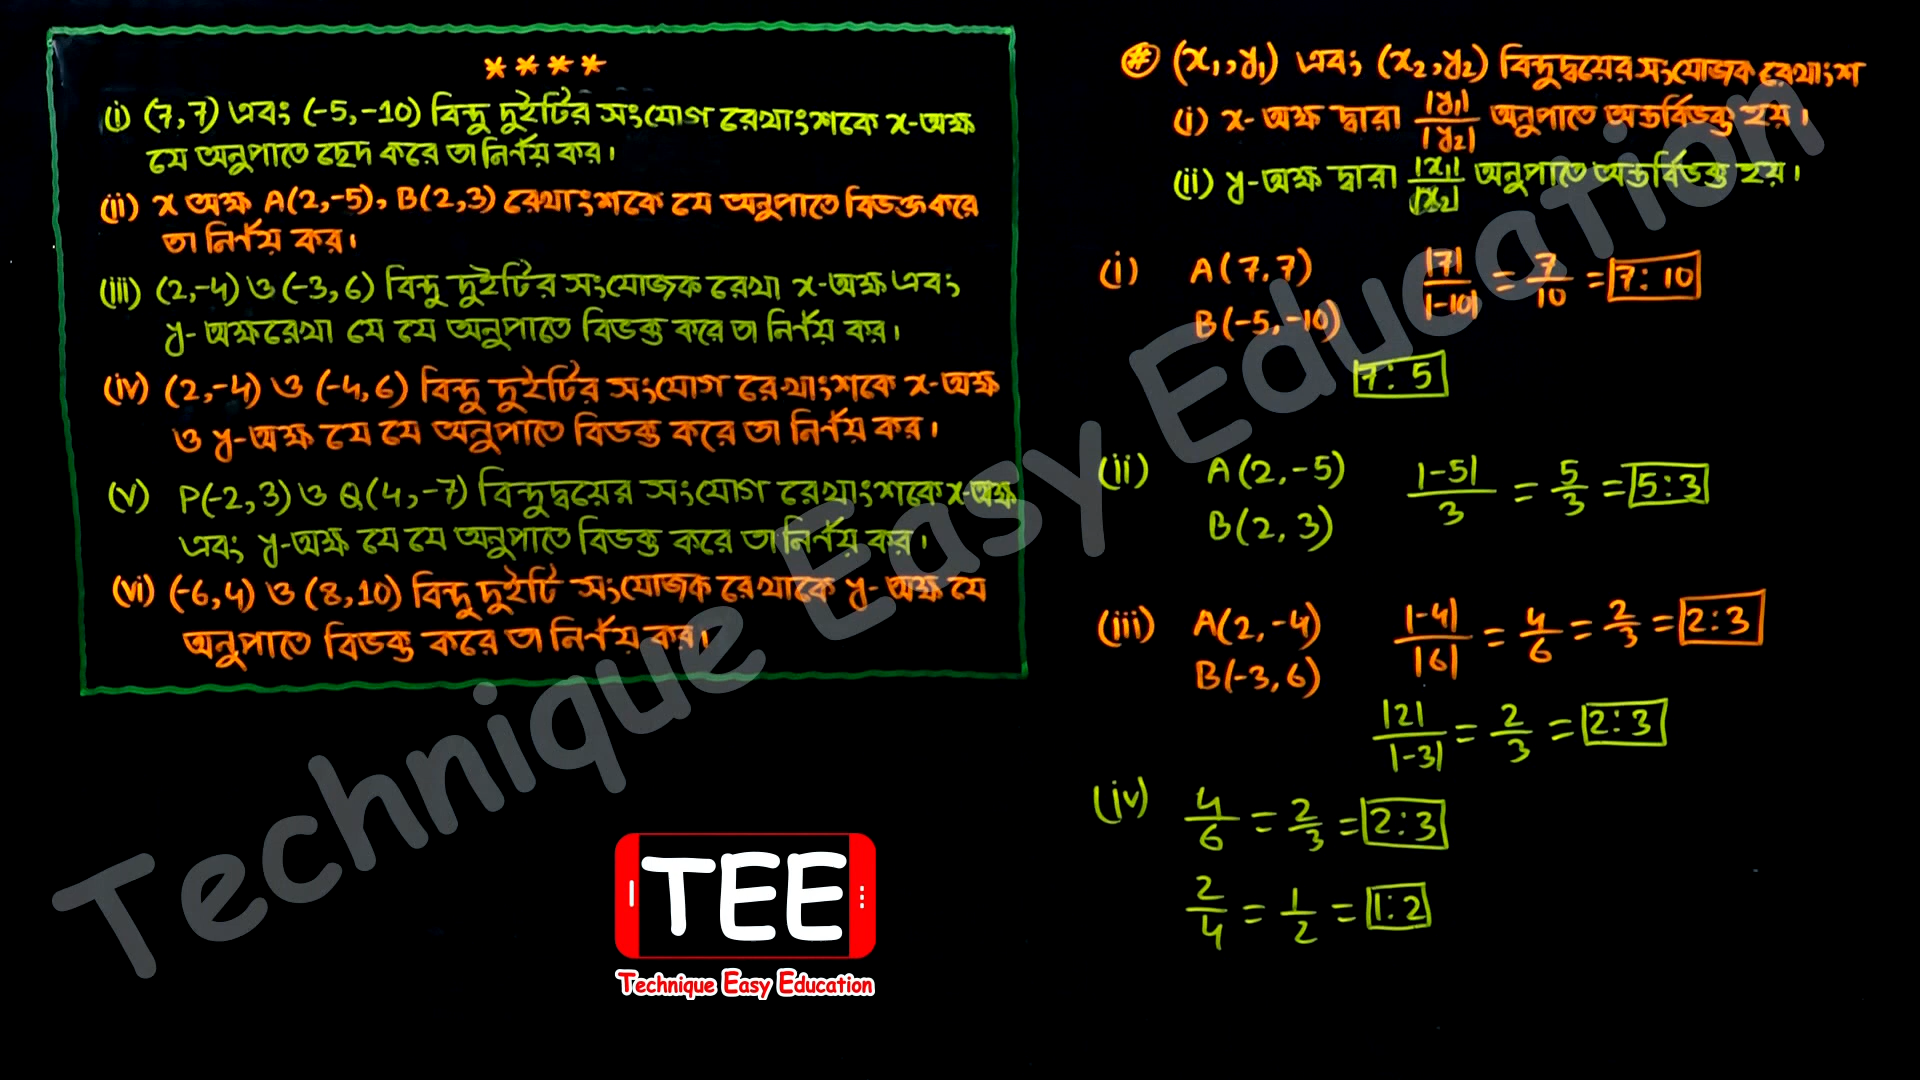 ****
(i) (7,7) এবং (-5,-10) বিন্দু দুইটির সংযোগ রেখাংশকে x-অক্ষ
যে অনুপাতে ছেদ করে তা নির্ণয় কর।
(ii) x অক্ষ A(2,-5), B(2,3) রেখাংশকে যে অনুপাতে বিভক্ত করে
তা নির্ণয় কর।
(iii) (2,-4) ও (-3,6) বিন্দু দুইটির সংযোজক রেখা x-অক্ষ এবং
y-অক্ষরেখা যে যে অনুপাতে বিভক্ত করে তা নির্ণয় কর।
(iv) (2,-4) ও (-4,6) বিন্দু দুইটির সংযোগ রেখাংশকে x-অক্ষ
ও y-অক্ষ যে যে অনুপাতে বিভক্ত করে তা নির্ণয় কর।
(v) P(-2,3) ও Q(4,-7) বিন্দুদ্বয়ের সংযোগ রেখাংশকে x-অক্ষ
এবং y-অক্ষ যে যে অনুপাতে বিভক্ত করে তা নির্ণয় কর।
(vi) (-6,4) ও (8,10) বিন্দু দুইটি সংযোজক রেখাকে y-অক্ষ যে
অনুপাতে বিভক্ত করে তা নির্ণয় কর।
# (x₁,y₁) এবং (x₂,y₂) বিন্দুদ্বয়ের সংযোজক রেখাংশ
(i) x-অক্ষ দ্বারা |y₁|/|y₂| অনুপাতে অন্তর্বিভক্ত হয়।
(ii) y-অক্ষ দ্বারা |x₁|/|x₂| অনুপাতে অন্তর্বিভক্ত হয়।
(i) A(7,7) |7|/|-10| = 7/10 = 7:10
B(-5,-10)
7:5
(ii) A(2,-5) |-5|/3 = 5/3 = 5:3
B(2,3)
(iii) A(2,-4) |-4|/|6| = 4/6 = 2/3 = 2:3
B(-3,6)
|2|/|-3| = 2/3 = 2:3
(iv) 4/6 = 2/3 = 2:3
2/4 = 1/2 = 1:2
TEE
Technique Easy Education
Technique Easy Education